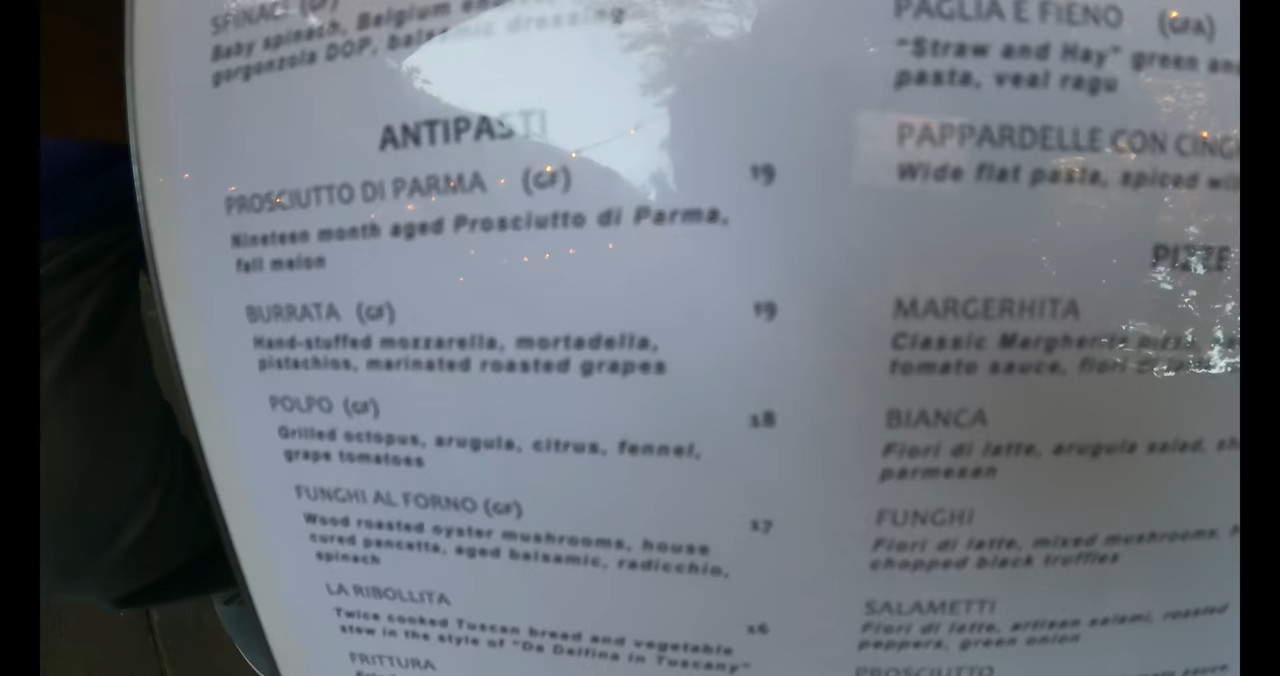 SPINACI (GF)
Baby spinach, Belgium
gorgonzola DOP, balsamic dressing
ANTIPASTI
PROSCIUTTO DI PARMA (GF) 19
Nineteen month aged Prosciutto di Parma,
fall melon
BURRATA (GF) 19
Hand-stuffed mozzarella, mortadella,
pistachios, marinated roasted grapes
POLPO (GF) 18
Grilled octopus, arugula, citrus, fennel,
grape tomatoes
FUNGHI AL FORNO (GF) 17
Wood roasted oyster mushrooms, house
cured pancetta, aged balsamic, radicchio,
spinach
LA RIBOLLITA 16
Twice cooked Tuscan bread and vegetable
stew in the style of "Da Delfina in Tuscany"
FRITTURA
PAGLIA E FIENO (GFA)
"Straw and Hay" green and
pasta, veal ragu
PAPPARDELLE CON CING
Wide flat pasta, spiced
PIZZE
MARGERHITA
Classic Margherita pizza,
tomato sauce, fiori
BIANCA
Fiori di latte, arugula salad, sh
parmesan
FUNGHI
Fiori di latte, mixed mushrooms,
chopped black truffles
SALAMETTI
Fiori di latte, artisan salami, roasted
peppers, green onion
PROSCIUTTO